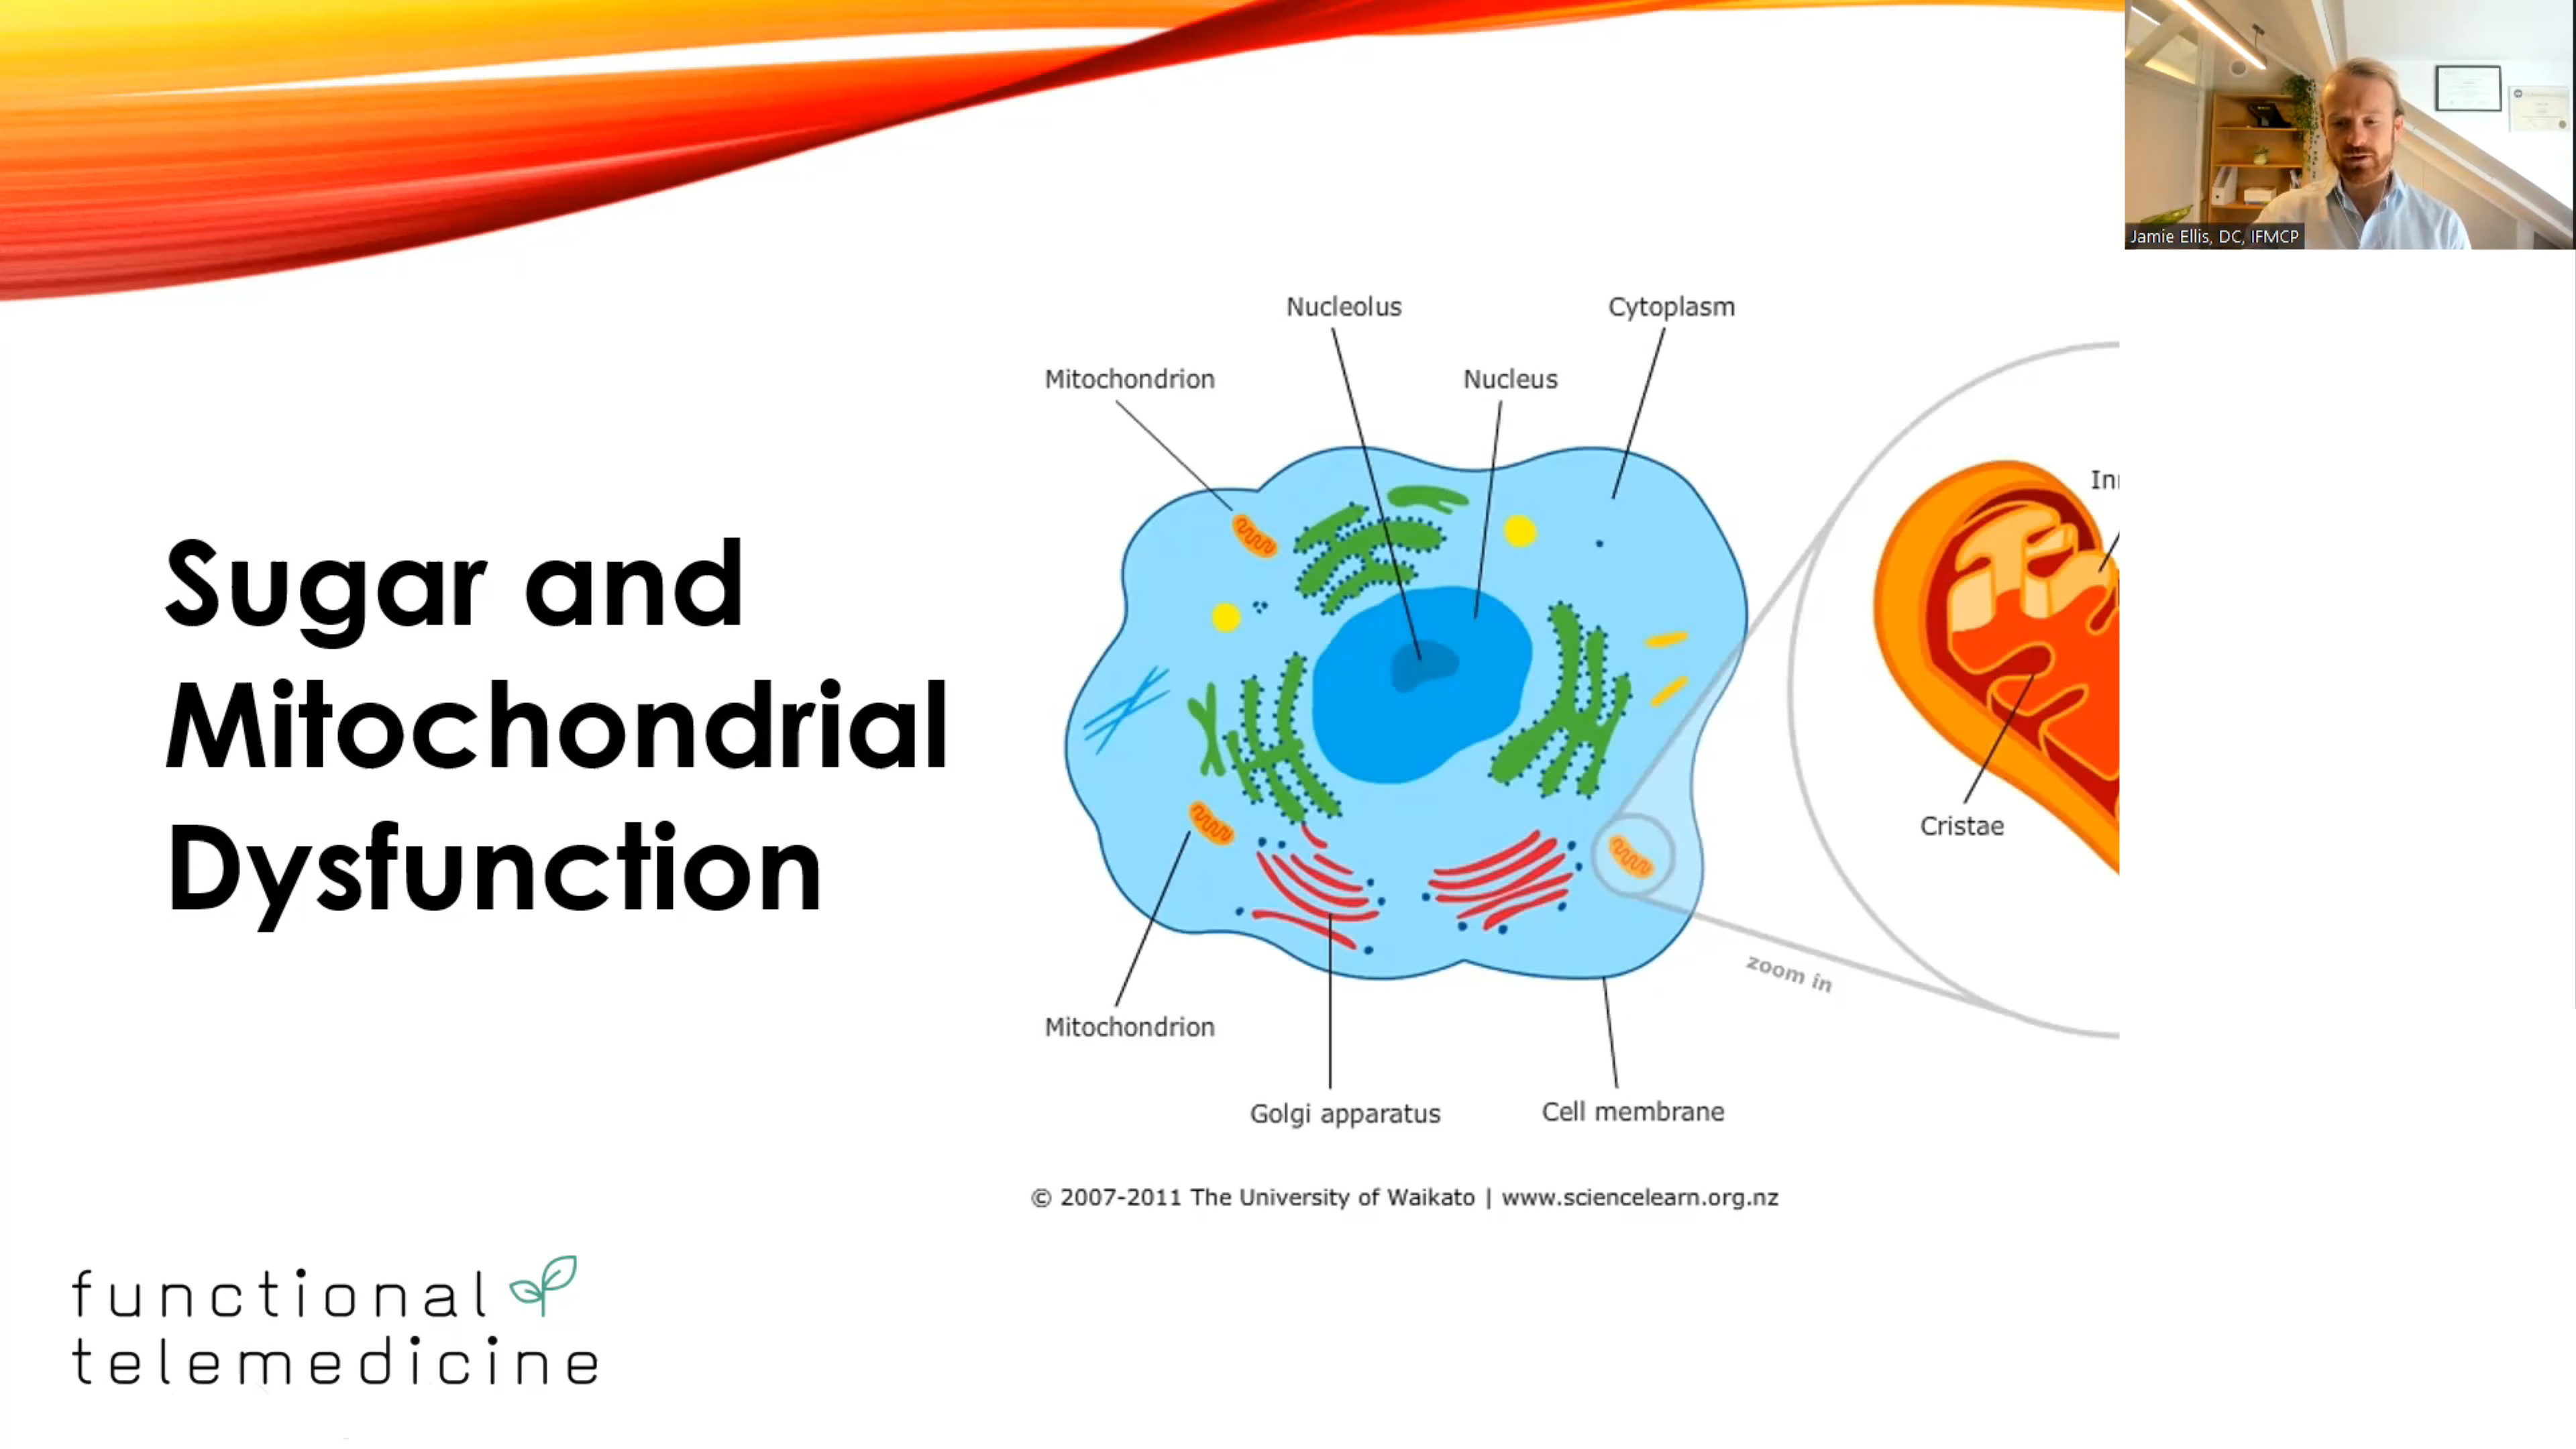 Jamie Ellis, DC, IFMCP
Nucleolus
Cytoplasm
Mitochondrion
Nucleus
Sugar and
Mitochondrial
Dysfunction
Cristae
zoom in
Mitochondrion
Golgi apparatus
Cell membrane
© 2007-2011 The University of Waikato | www.sciencelearn.org.nz
functional
telemedicine